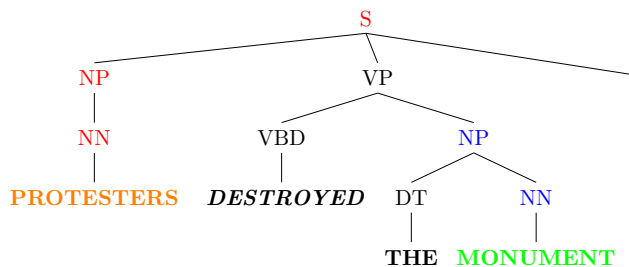 S
NP VP
NN VBD NP
PROTESTERS DESTROYED DT NN
THE MONUMENT